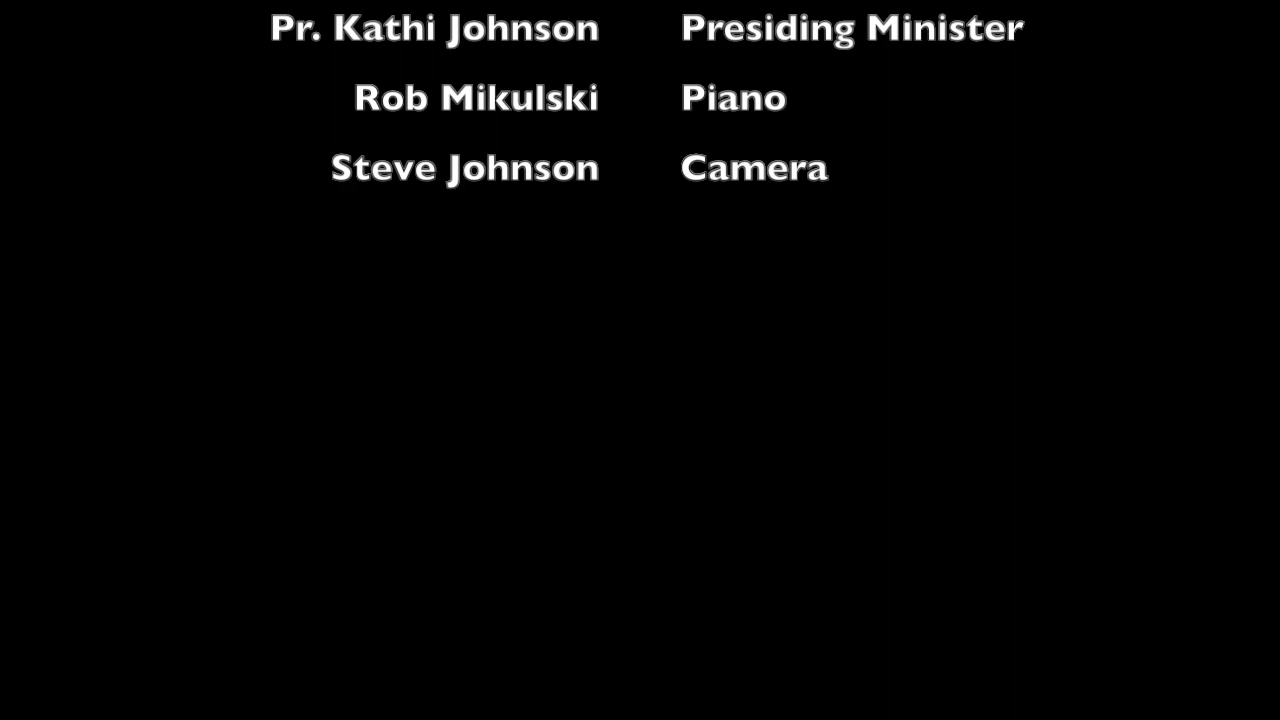 Pr. Kathi Johnson Presiding Minister
Rob Mikulski Piano
Steve Johnson Camera